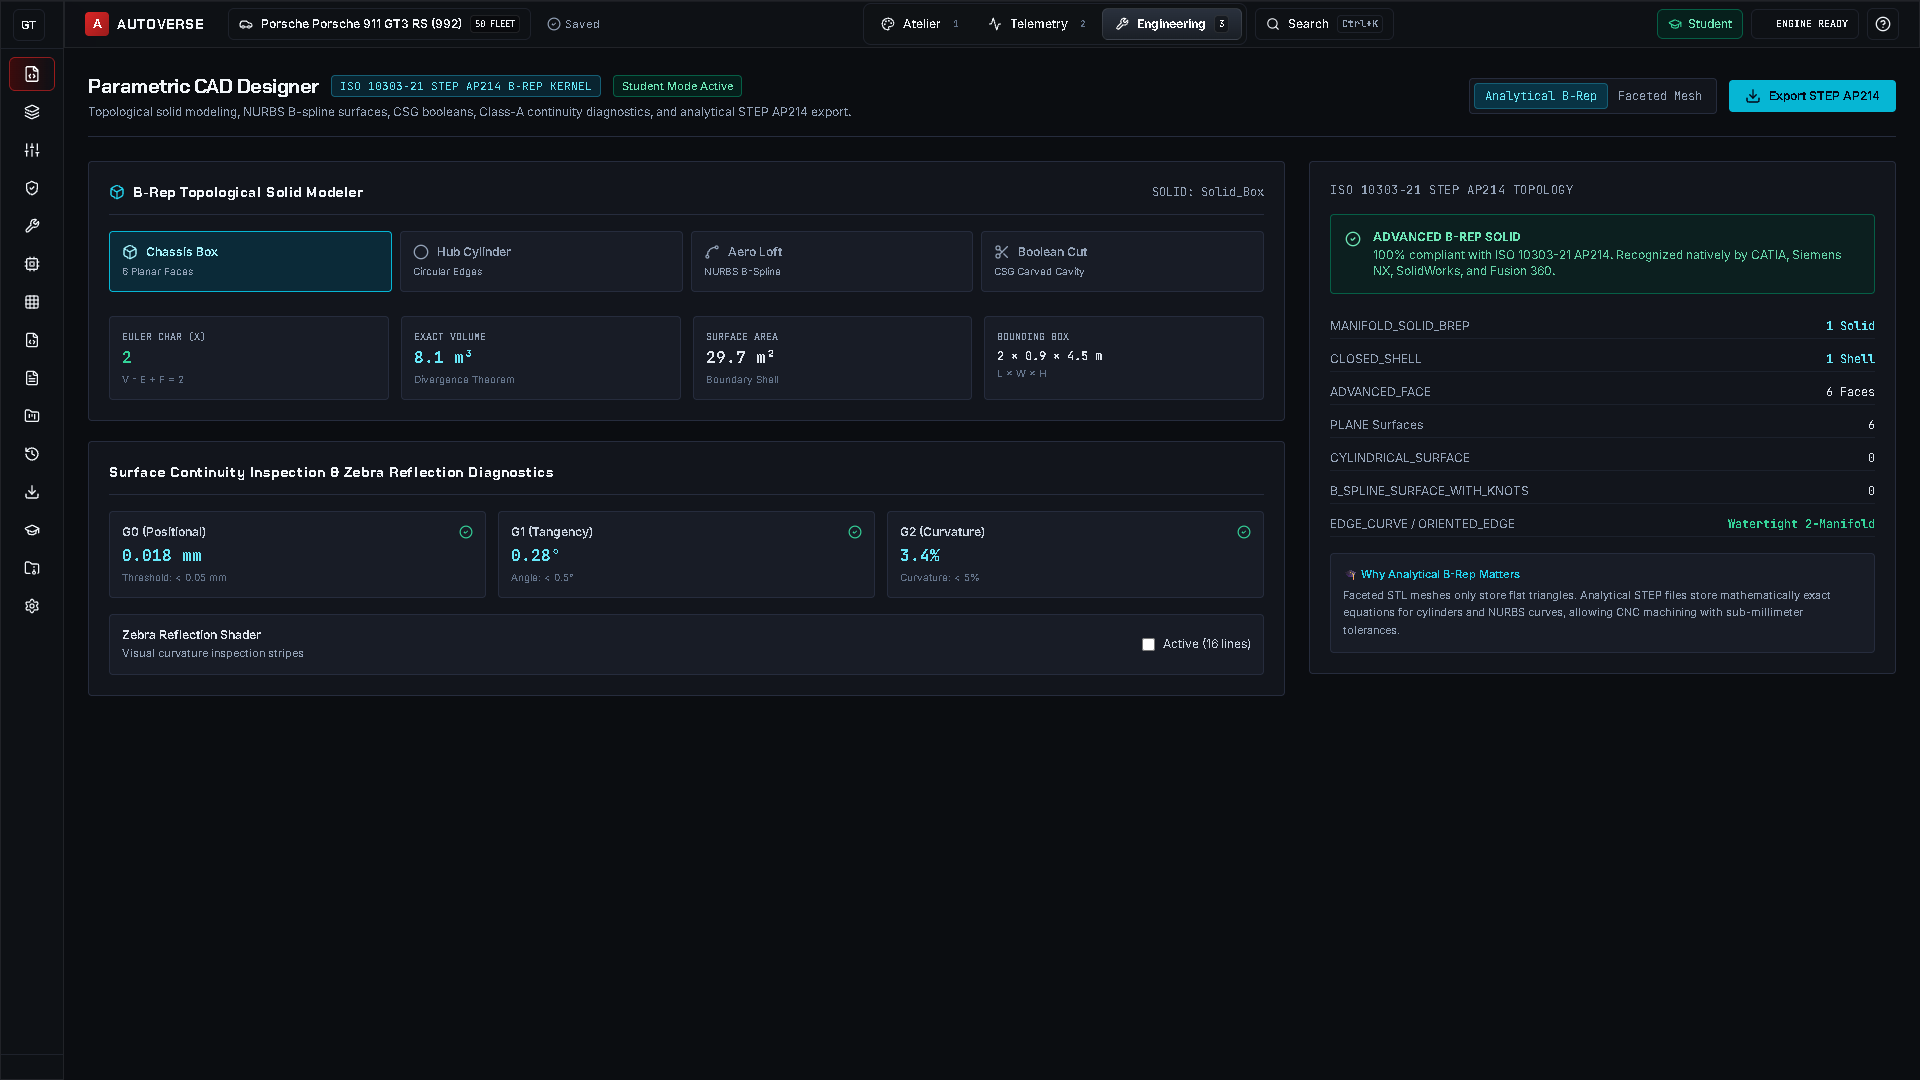 GT
A AUTOVERSE
Porsche Porsche 911 GT3 RS (992) 50 FLEET
Saved
Atelier 1
Telemetry 2
Engineering 3
Search Ctrl+K
Student
ENGINE READY
Parametric CAD Designer
ISO 10303-21 STEP AP214 B-REP KERNEL
Student Mode Active
Topological solid modeling, NURBS B-spline surfaces, CSG booleans, Class-A continuity diagnostics, and analytical STEP AP214 export.
Analytical B-Rep
Faceted Mesh
Export STEP AP214
B-Rep Topological Solid Modeler
SOLID: Solid_Box
Chassis Box
6 Planar Faces
Hub Cylinder
Circular Edges
Aero Loft
NURBS B-Spline
Boolean Cut
CSG Carved Cavity
EULER CHAR (X)
2
V - E + F = 2
EXACT VOLUME
8.1 m³
Divergence Theorem
SURFACE AREA
29.7 m²
Boundary Shell
BOUNDING BOX
2 × 0.9 × 4.5 m
L × W × H
Surface Continuity Inspection & Zebra Reflection Diagnostics
G0 (Positional)
0.018 mm
Threshold: < 0.05 mm
G1 (Tangency)
0.28°
Angle: < 0.5°
G2 (Curvature)
3.4%
Curvature: < 5%
Zebra Reflection Shader
Visual curvature inspection stripes
Active (16 lines)
ISO 10303-21 STEP AP214 TOPOLOGY
ADVANCED B-REP SOLID
100% compliant with ISO 10303-21 AP214. Recognized natively by CATIA, Siemens
NX, SolidWorks, and Fusion 360.
MANIFOLD_SOLID_BREP 1 Solid
CLOSED_SHELL 1 Shell
ADVANCED_FACE 6 Faces
PLANE Surfaces 6
CYLINDRICAL_SURFACE 0
B_SPLINE_SURFACE_WITH_KNOTS 0
EDGE_CURVE / ORIENTED_EDGE Watertight 2-Manifold
Why Analytical B-Rep Matters
Faceted STL meshes only store flat triangles. Analytical STEP files store mathematically exact
equations for cylinders and NURBS curves, allowing CNC machining with sub-millimeter
tolerances.